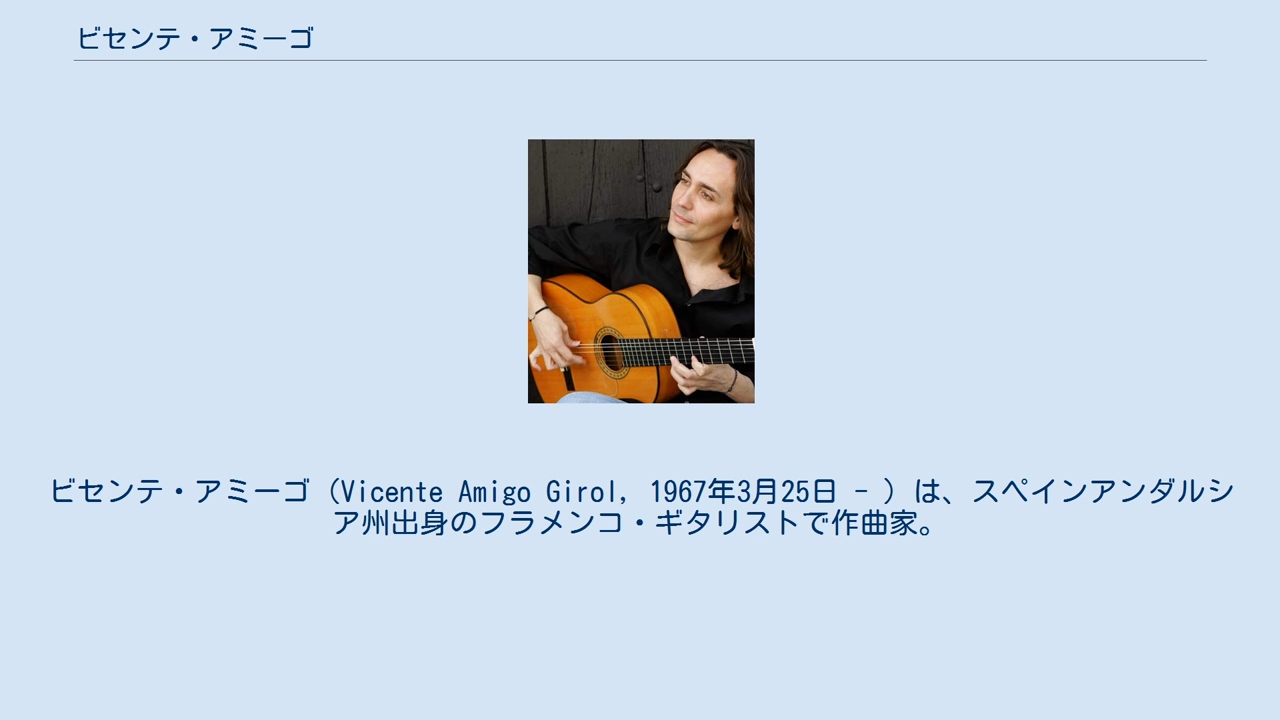 ビセンテ・アミーゴ
ビセンテ・アミーゴ（Vicente Amigo Girol, 1967年3月25日 - ）は、スペインアンダルシ
ア州出身のフラメンコ・ギタリストで作曲家。